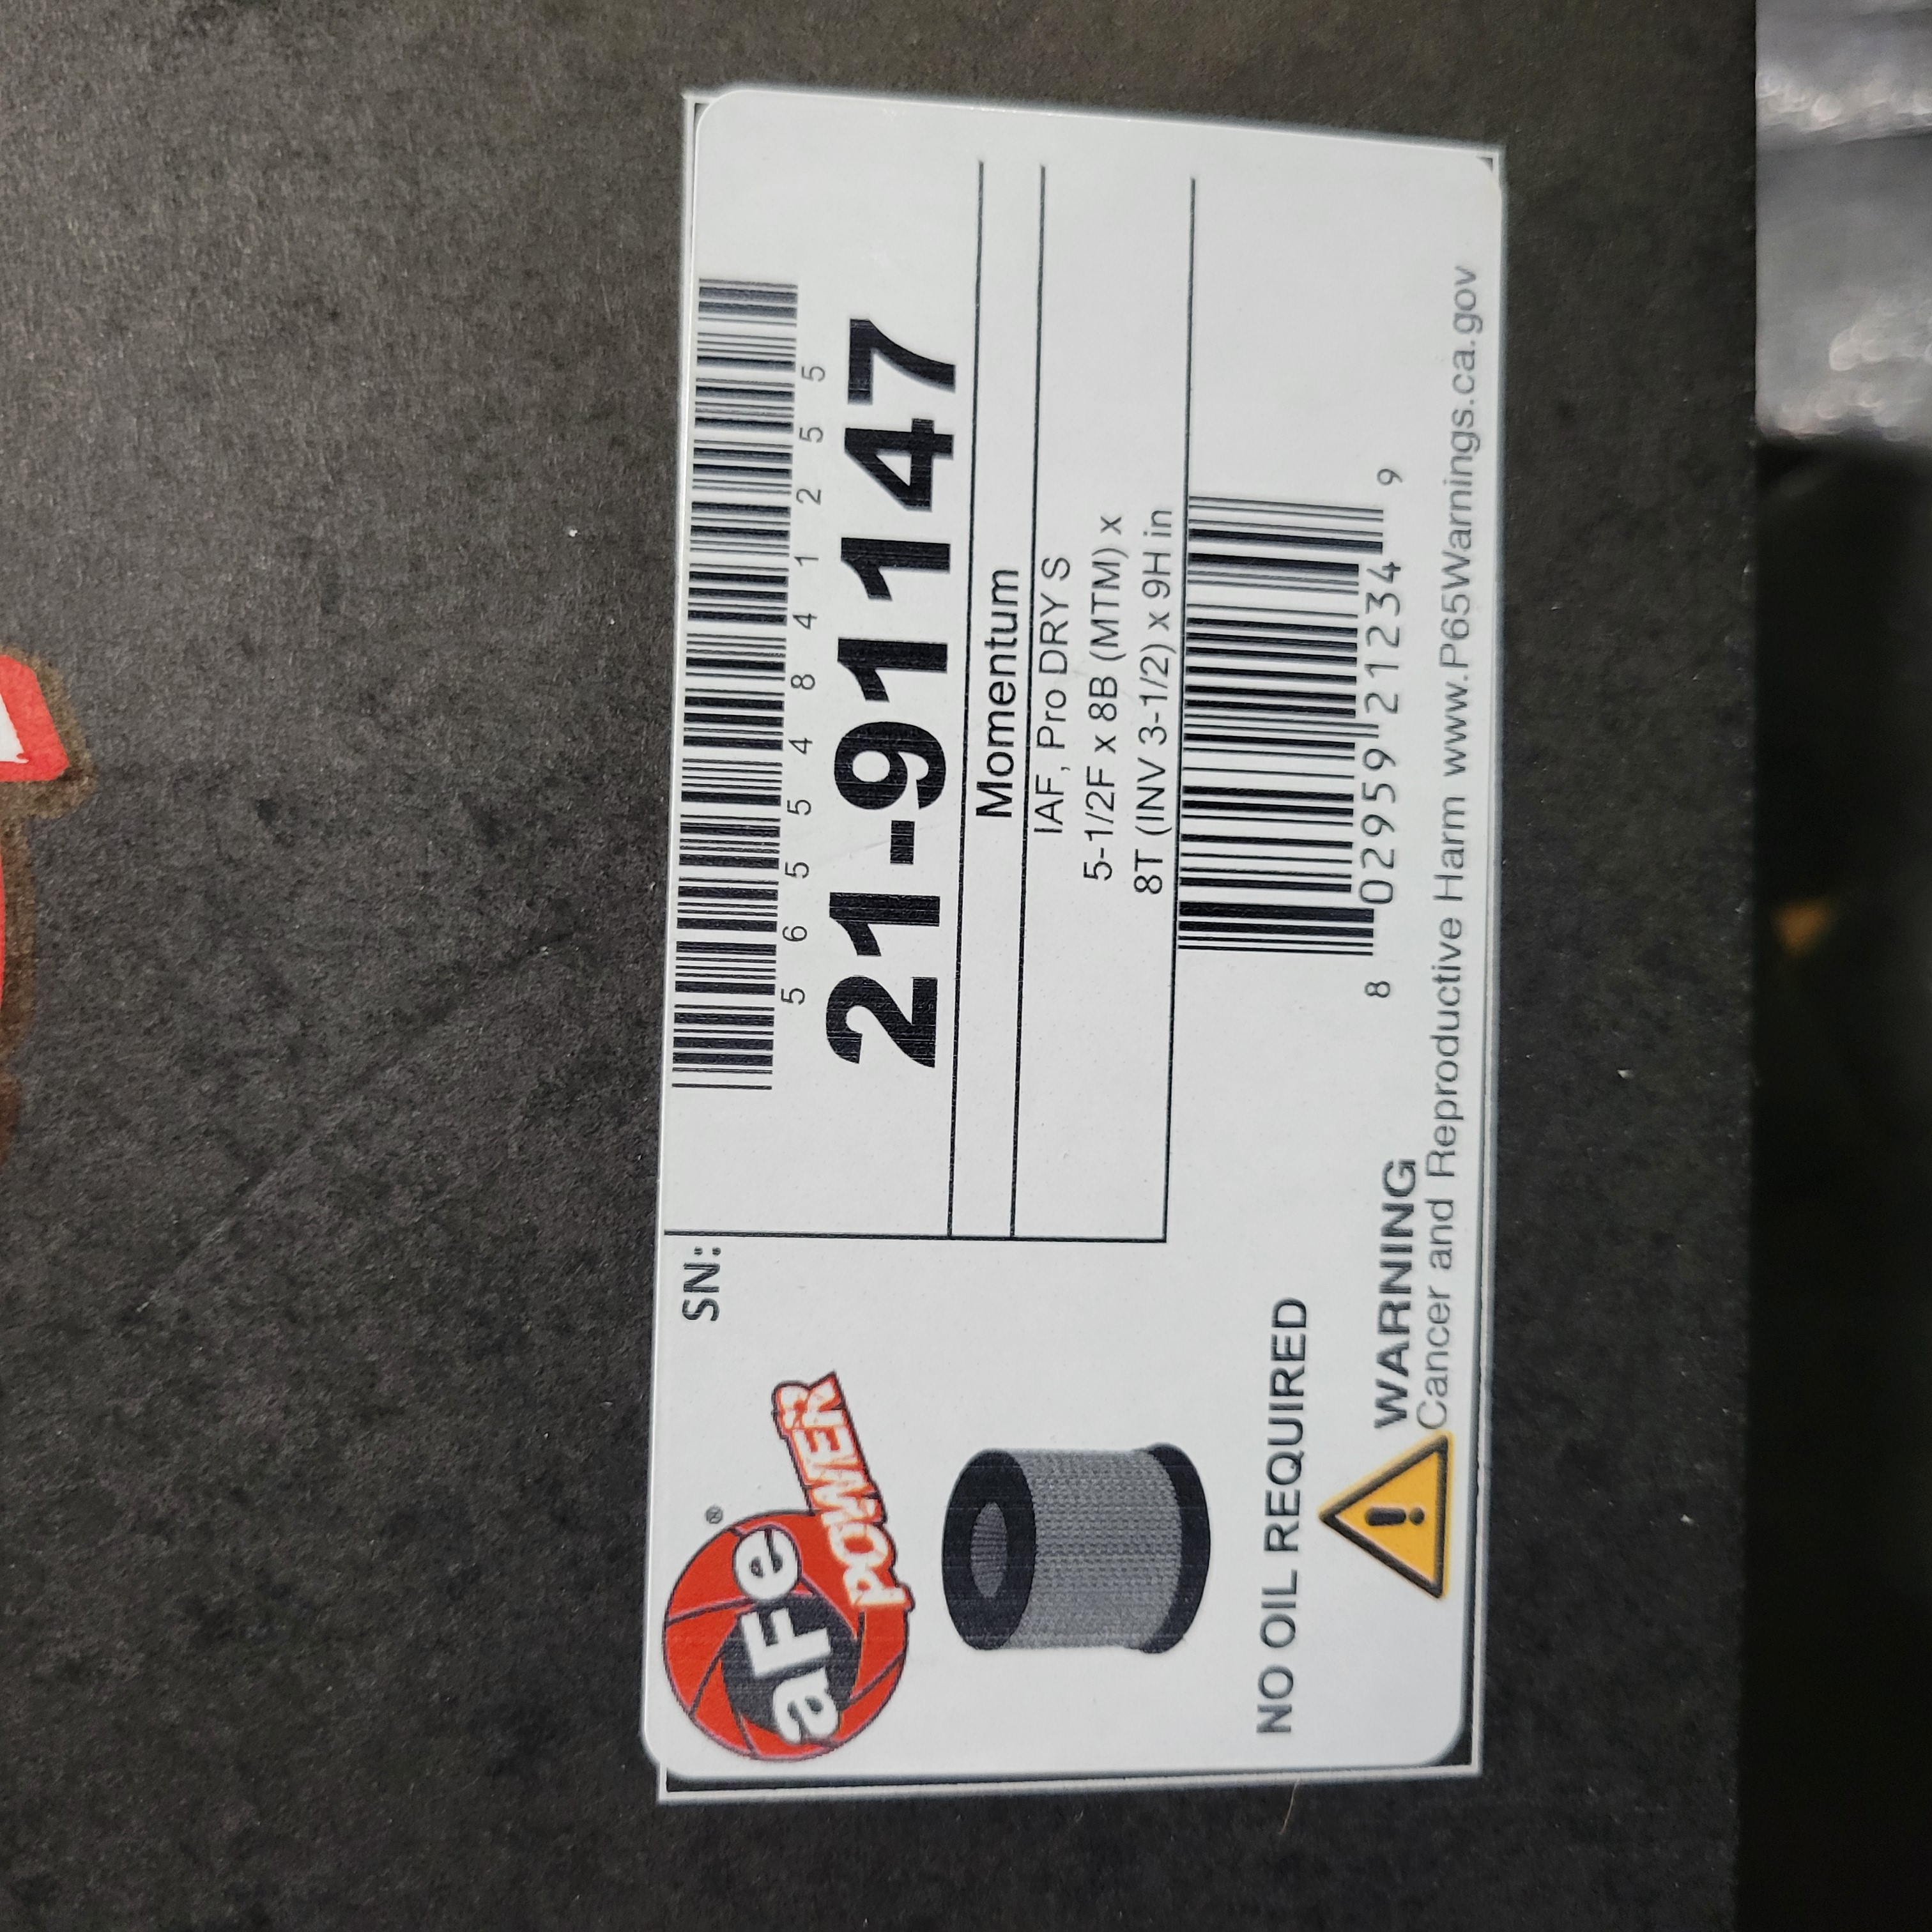 aFe
POWER
®
SN:
5 6 5 5 4 8 4 1 2 5 5
21-91147
Momentum
IAF, Pro DRY S
5-1/2F x 8B (MTM) x
8T (INV 3-1/2) x 9H in
NO OIL REQUIRED
8 02959 21234 9
WARNING
Cancer and Reproductive Harm www.P65Warnings.ca.gov